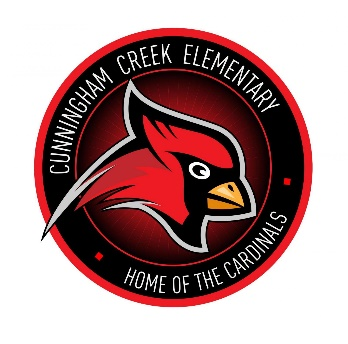 CUNNINGHAM CREEK ELEMENTARY
HOME OF THE CARDINALS